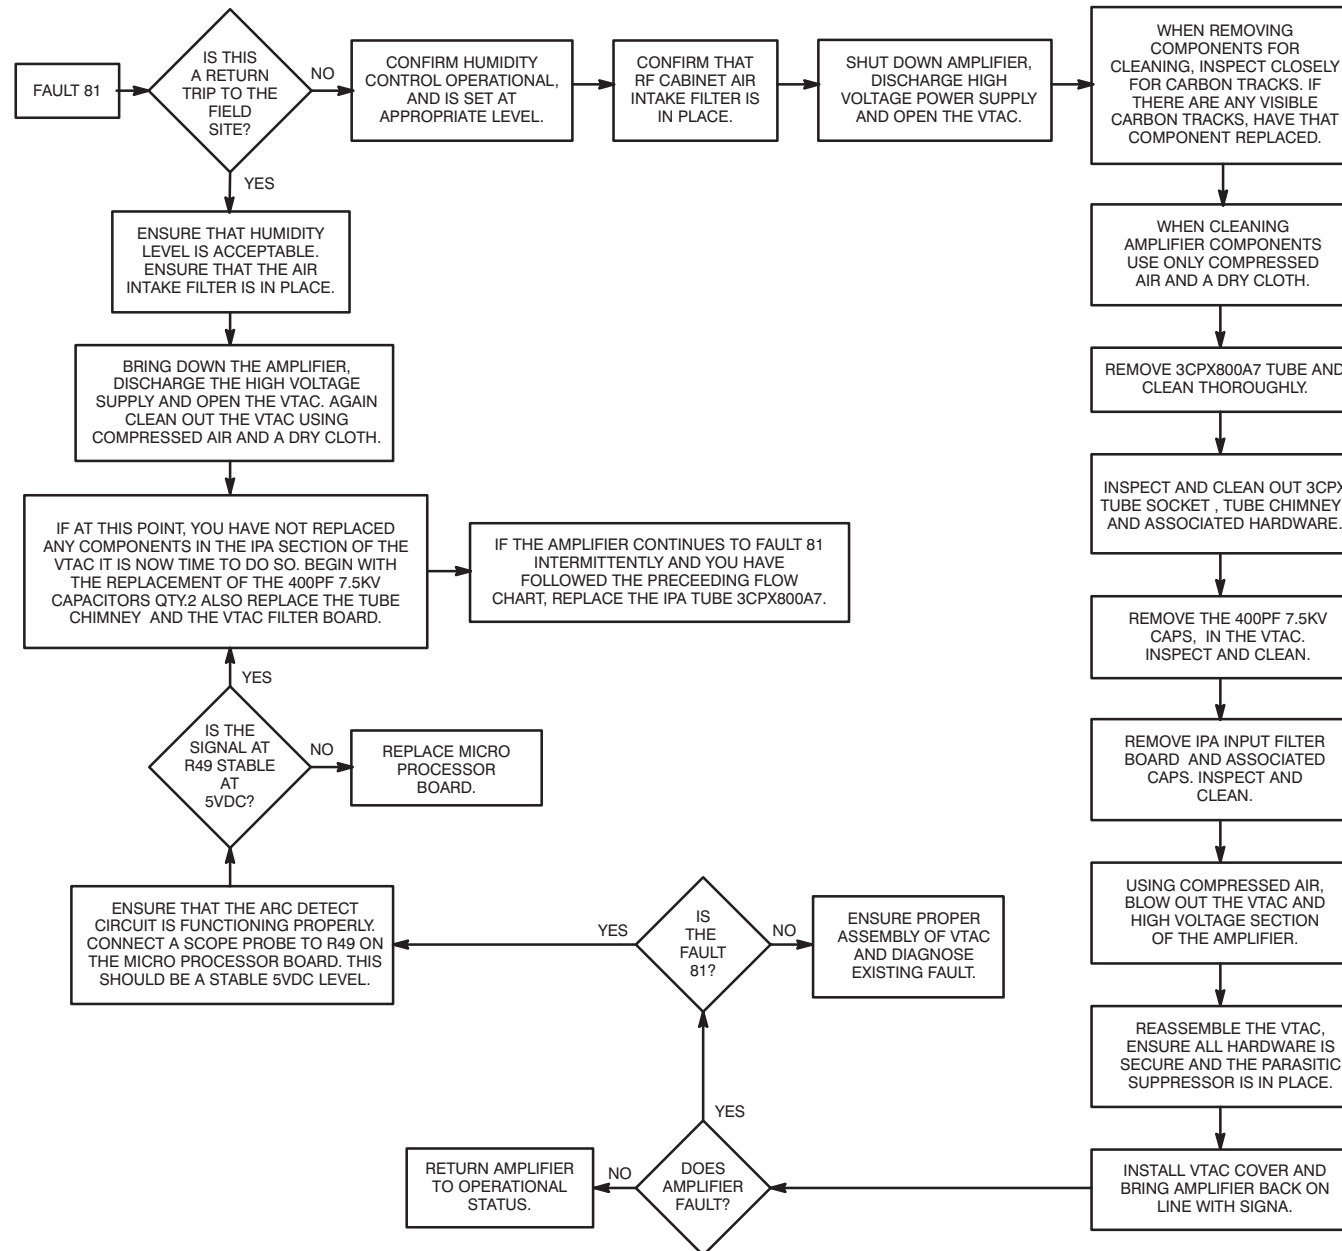 FAULT 81
IS THIS
A RETURN
TRIP TO THE
FIELD
SITE?
NO
CONFIRM HUMIDITY
CONTROL OPERATIONAL,
AND IS SET AT
APPROPRIATE LEVEL.
CONFIRM THAT
RF CABINET AIR
INTAKE FILTER IS
IN PLACE.
SHUT DOWN AMPLIFIER,
DISCHARGE HIGH
VOLTAGE POWER SUPPLY
AND OPEN THE VTAC.
WHEN REMOVING
COMPONENTS FOR
CLEANING, INSPECT CLOSELY
FOR CARBON TRACKS. IF
THERE ARE ANY VISIBLE
CARBON TRACKS, HAVE THAT
COMPONENT REPLACED.
YES
ENSURE THAT HUMIDITY
LEVEL IS ACCEPTABLE.
ENSURE THAT THE AIR
INTAKE FILTER IS IN PLACE.
WHEN CLEANING
AMPLIFIER COMPONENTS
USE ONLY COMPRESSED
AIR AND A DRY CLOTH.
BRING DOWN THE AMPLIFIER,
DISCHARGE THE HIGH VOLTAGE
SUPPLY AND OPEN THE VTAC. AGAIN
CLEAN OUT THE VTAC USING
COMPRESSED AIR AND A DRY CLOTH.
REMOVE 3CPX800A7 TUBE AND
CLEAN THOROUGHLY.
IF AT THIS POINT, YOU HAVE NOT REPLACED
ANY COMPONENTS IN THE IPA SECTION OF THE
VTAC IT IS NOW TIME TO DO SO. BEGIN WITH
THE REPLACEMENT OF THE 400PF 7.5KV
CAPACITORS QTY.2 ALSO REPLACE THE TUBE
CHIMNEY AND THE VTAC FILTER BOARD.
IF THE AMPLIFIER CONTINUES TO FAULT 81
INTERMITTENTLY AND YOU HAVE
FOLLOWED THE PRECEEDING FLOW
CHART, REPLACE THE IPA TUBE 3CPX800A7.
INSPECT AND CLEAN OUT 3CPX
TUBE SOCKET , TUBE CHIMNEY
AND ASSOCIATED HARDWARE.
REMOVE THE 400PF 7.5KV
CAPS, IN THE VTAC.
INSPECT AND CLEAN.
YES
IS THE
SIGNAL AT
R49 STABLE
AT
5VDC?
NO
REPLACE MICRO
PROCESSOR
BOARD.
REMOVE IPA INPUT FILTER
BOARD AND ASSOCIATED
CAPS. INSPECT AND
CLEAN.
ENSURE THAT THE ARC DETECT
CIRCUIT IS FUNCTIONING PROPERLY.
CONNECT A SCOPE PROBE TO R49 ON
THE MICRO PROCESSOR BOARD. THIS
SHOULD BE A STABLE 5VDC LEVEL.
YES
IS
THE
FAULT
81?
NO
ENSURE PROPER
ASSEMBLY OF VTAC
AND DIAGNOSE
EXISTING FAULT.
USING COMPRESSED AIR,
BLOW OUT THE VTAC AND
HIGH VOLTAGE SECTION
OF THE AMPLIFIER.
REASSEMBLE THE VTAC,
ENSURE ALL HARDWARE IS
SECURE AND THE PARASITIC
SUPPRESSOR IS IN PLACE.
YES
RETURN AMPLIFIER
TO OPERATIONAL
STATUS.
NO
DOES
AMPLIFIER
FAULT?
INSTALL VTAC COVER AND
BRING AMPLIFIER BACK ON
LINE WITH SIGNA.